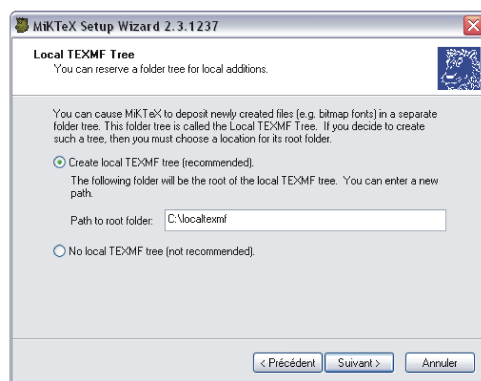 MiKTeX Setup Wizard 2.3.1237
Local TEXMF Tree
You can reserve a folder tree for local additions.
You can cause MiKTeX to deposit newly created files (e.g. bitmap fonts) in a separate
folder tree. This folder tree is called the Local TEXMF Tree. If you decide to create
such a tree, then you must choose a location for its root folder.
Create local TEXMF tree (recommended).
The following folder will be the root of the local TEXMF tree. You can enter a new
path.
Path to root folder: C:\localtexmf
No local TEXMF tree (not recommended).
< Précédent Suivant > Annuler